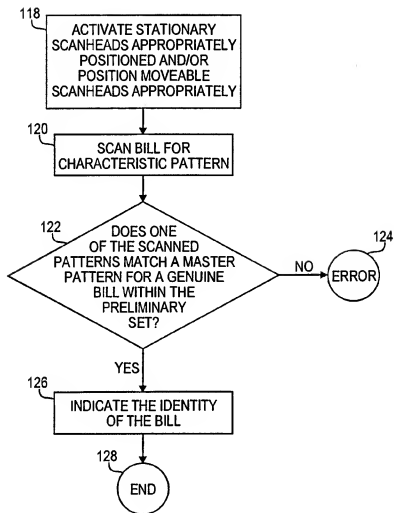 118
ACTIVATE STATIONARY
SCANHEADS APPROPRIATELY
POSITIONED AND/OR
POSITION MOVEABLE
SCANHEADS APPROPRIATELY
120
SCAN BILL FOR
CHARACTERISTIC PATTERN
122
DOES ONE
OF THE SCANNED
PATTERNS MATCH A MASTER
PATTERN FOR A GENUINE
BILL WITHIN THE
PRELIMINARY
SET?
NO
124
ERROR
YES
126
INDICATE THE IDENTITY
OF THE BILL
128
END